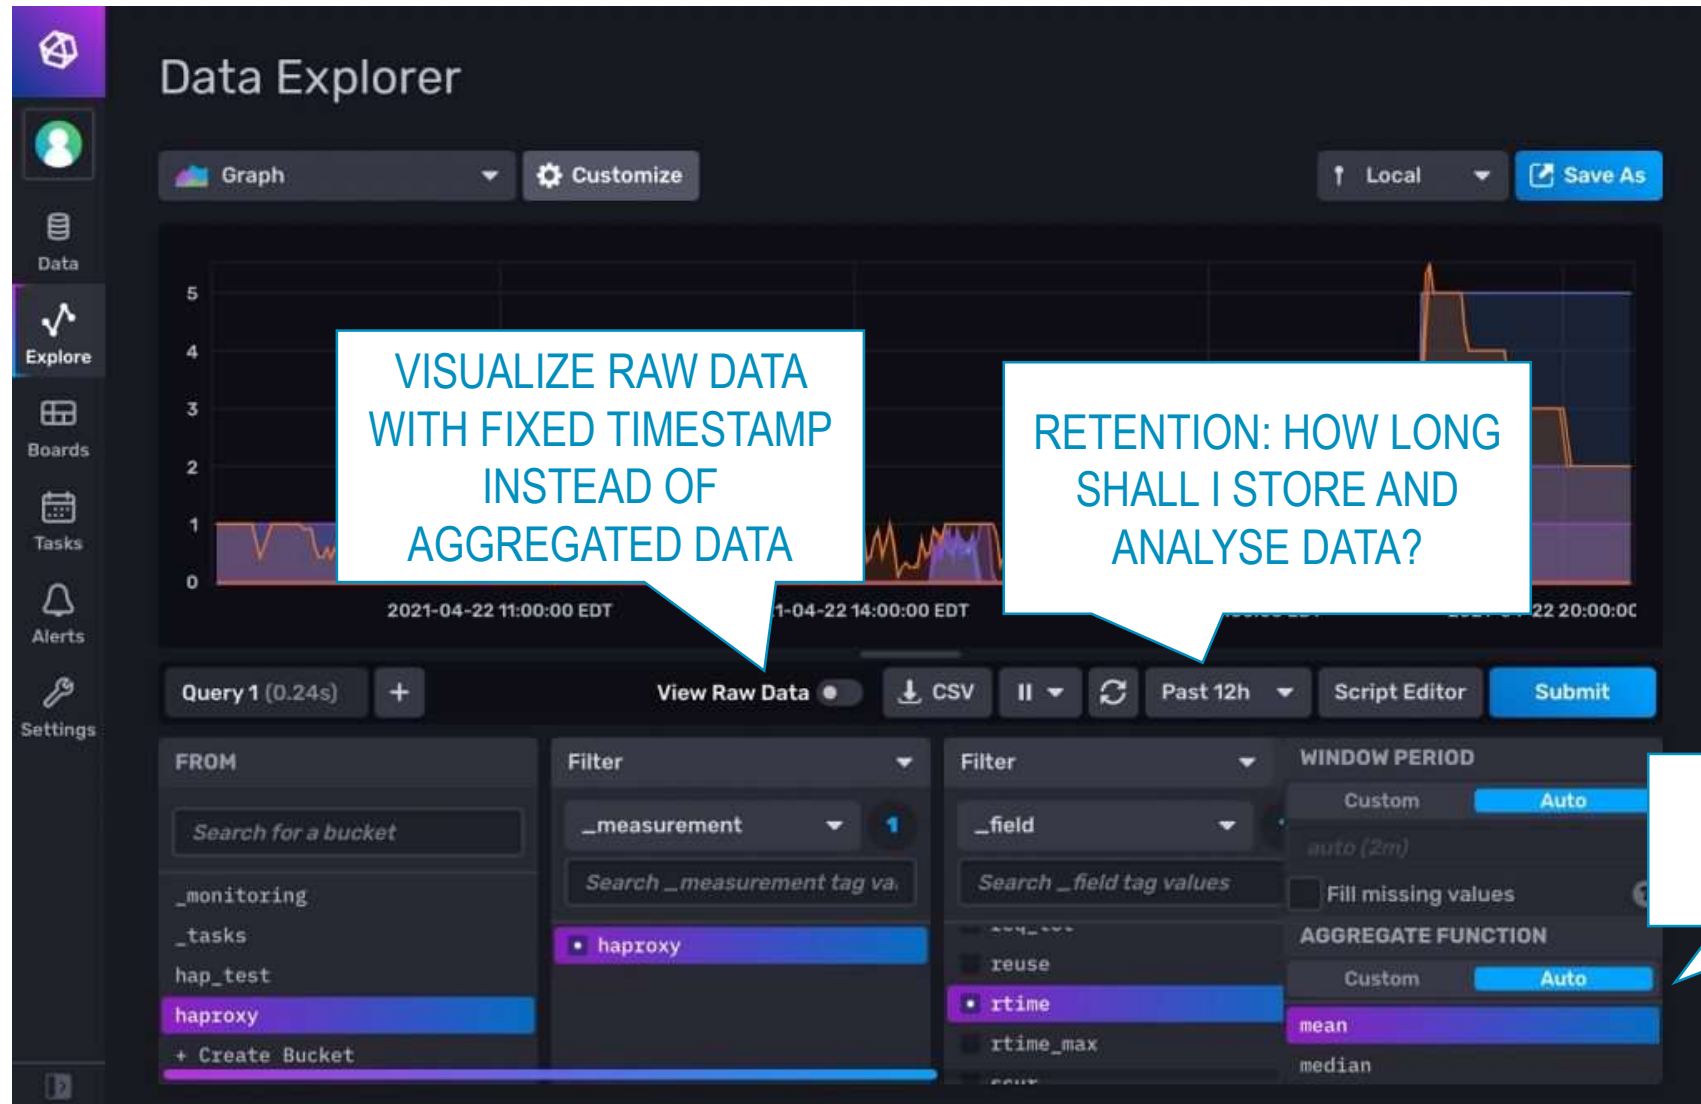 Data Explorer
Graph
Customize
Local
Save As
Data
Explore
Boards
Tasks
Alerts
Settings
5
4
3
2
1
0
VISUALIZE RAW DATA
WITH FIXED TIMESTAMP
INSTEAD OF
AGGREGATED DATA
RETENTION: HOW LONG
SHALL I STORE AND
ANALYSE DATA?
2021-04-22 11:00:00 EDT
1-04-22 14:00:00 EDT
22 20:00:00
Query 1 (0.24s)
+
View Raw Data
CSV
Past 12h
Script Editor
Submit
FROM
Search for a bucket
_monitoring
_tasks
hap_test
haproxy
+ Create Bucket
Filter
_measurement
1
Search _measurement tag va
haproxy
Filter
_field
Search _field tag values
reuse
rtime
rtime_max
WINDOW PERIOD
Custom
Auto
auto (2m)
Fill missing values
AGGREGATE FUNCTION
Custom
Auto
mean
median